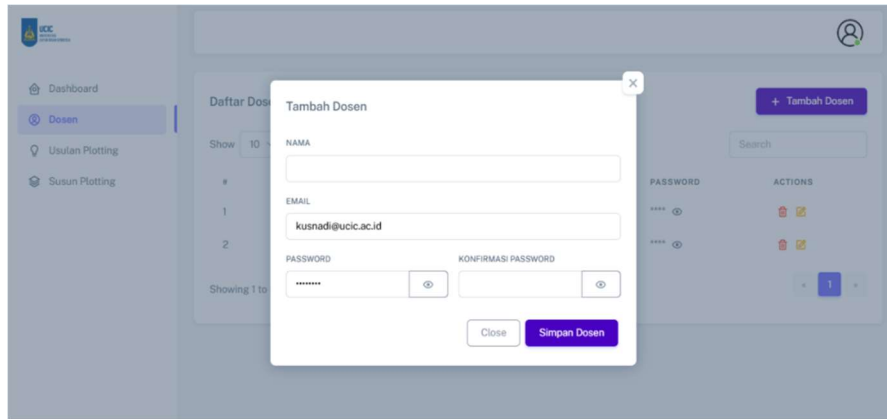 UCIC
Dashboard
Dosen
Usulan Plotting
Susun Plotting
Daftar Dose
+ Tambah Dosen
Show 10
Search
# PASSWORD ACTIONS
1 ****
2 ****
Showing 1 to
« 1 »
Tambah Dosen
×
NAMA
EMAIL
kusnadi@ucic.ac.id
PASSWORD KONFIRMASI PASSWORD
••••••••
Close Simpan Dosen